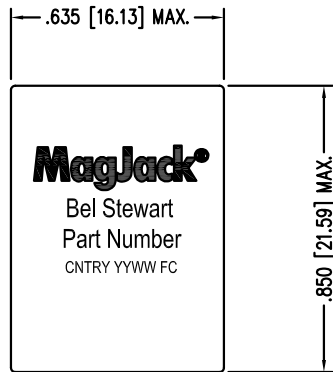 .635 [16.13] MAX.
MagJack®
Bel Stewart
Part Number
CNTRY YYWW FC
.850 [21.59] MAX.